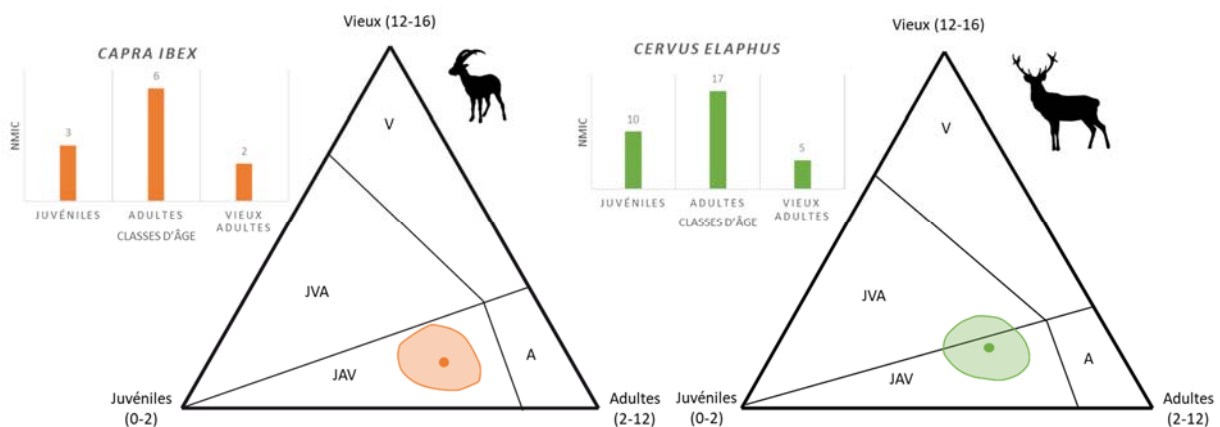 Vieux (12-16)
CAPRA IBEX
6
3
2
NMIC
JUVÉNILES
ADULTES
VIEUX
ADULTES
CLASSES D'ÂGE
V
JVA
JAV
A
Juvéniles
(0-2)
Adultes
(2-12)
Vieux (12-16)
CERVUS ELAPHUS
17
10
5
NMIC
JUVÉNILES
ADULTES
VIEUX
ADULTES
CLASSES D'ÂGE
V
JVA
JAV
A
Juvéniles
(0-2)
Adultes
(2-12)